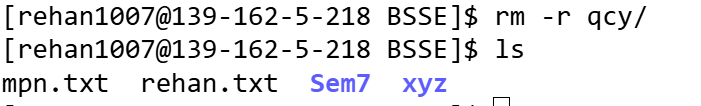 [rehan1007@139-162-5-218 BSSE]$ rm -r qcy/
[rehan1007@139-162-5-218 BSSE]$ ls
mpn.txt  rehan.txt  Sem7  xyz